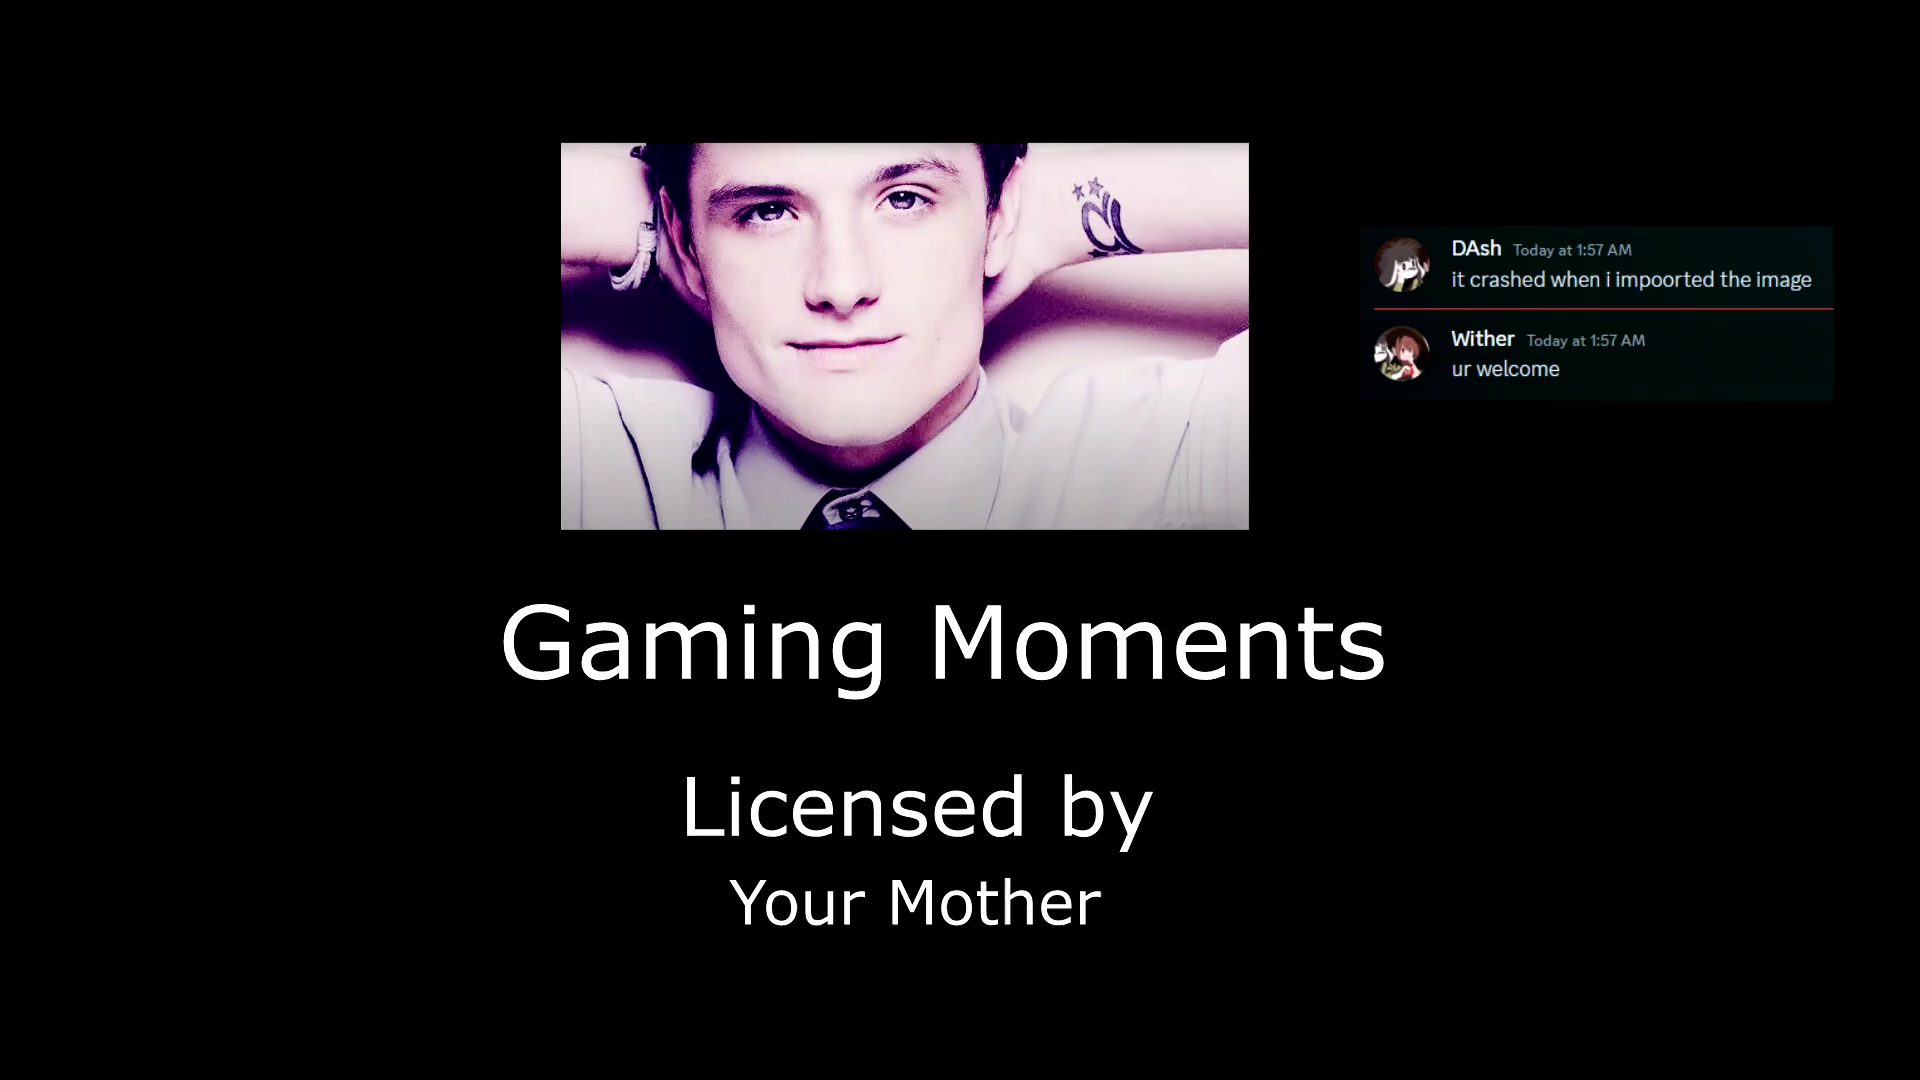 DAsh Today at 1:57 AM
it crashed when i impoorted the image
Wither Today at 1:57 AM
ur welcome
Gaming Moments
Licensed by
Your Mother